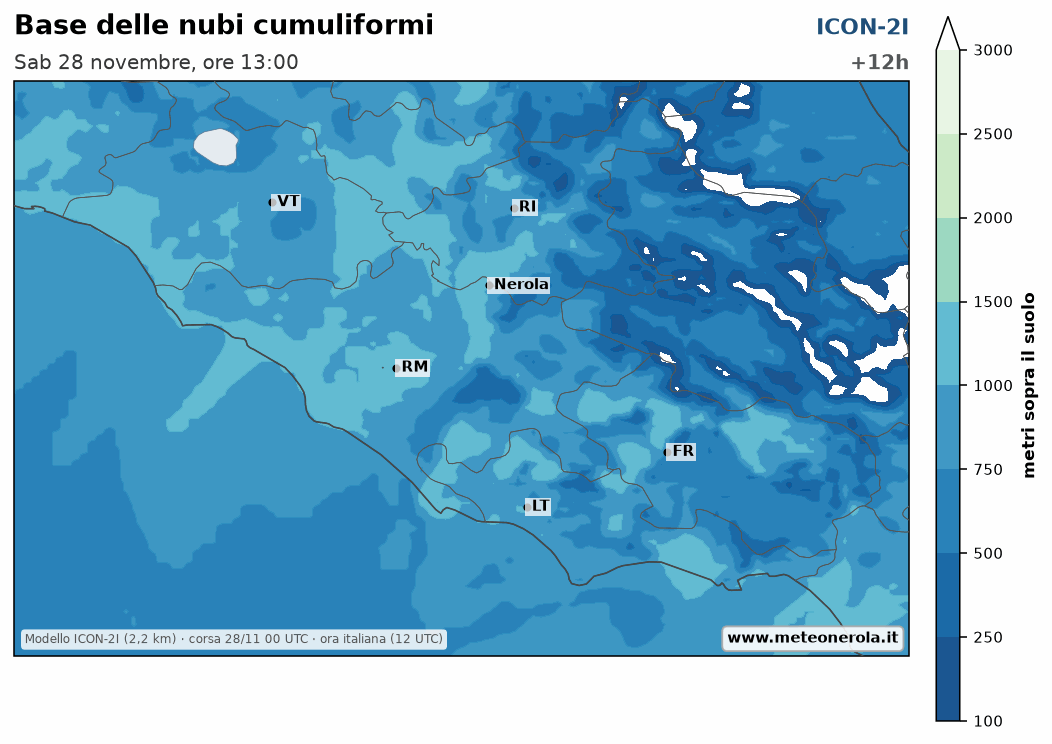 Base delle nubi cumuliformi
ICON-2I
Sab 28 novembre, ore 13:00
+12h
VT
RI
Nerola
RM
FR
LT
Modello ICON-2I (2,2 km) · corsa 28/11 00 UTC · ora italiana (12 UTC)
www.meteonerola.it
3000
2500
2000
1500
1000
750
500
250
100
metri sopra il suolo